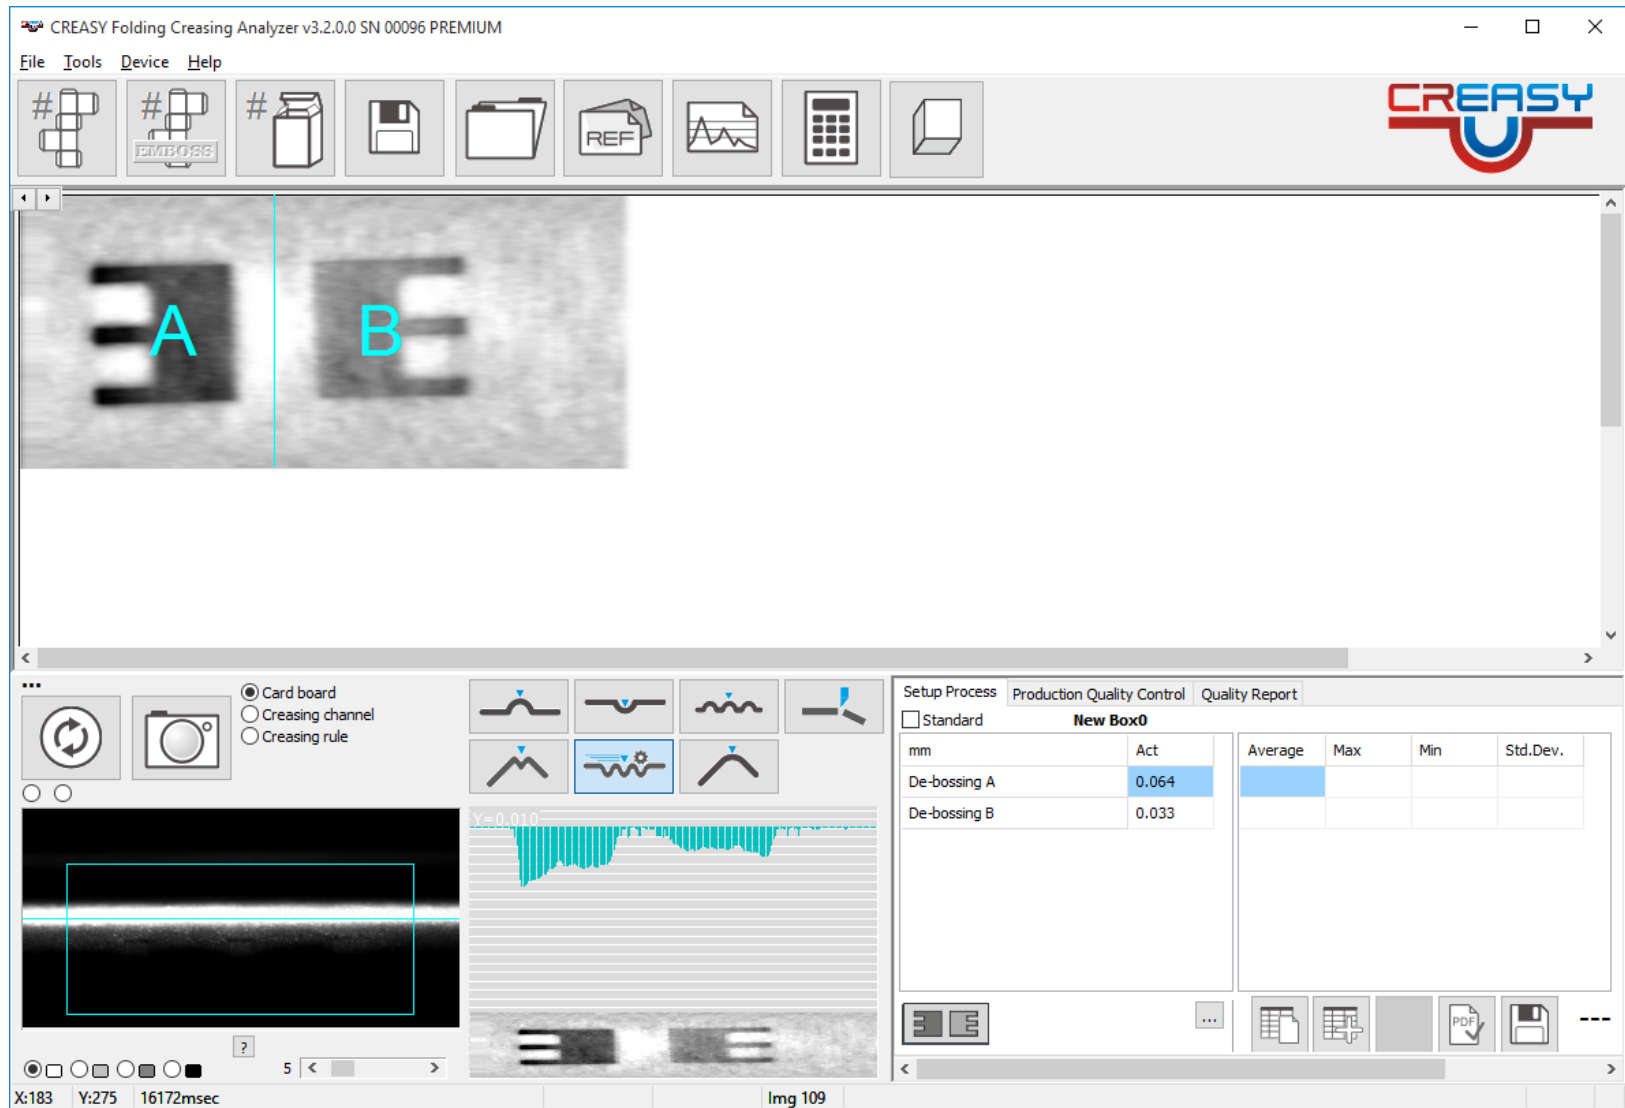 CREASY Folding Creasing Analyzer v3.2.0.0 SN 00096 PREMIUM
File Tools Device Help
# # EMBOSS # REF
CREASY
A B
...
Card board
Creasing channel
Creasing rule
Y=0.010
?
5
Setup Process Production Quality Control Quality Report
Standard New Box0
mm Act Average Max Min Std.Dev.
De-bossing A 0.064
De-bossing B 0.033
... PDF ---
X:183 Y:275 16172msec Img 109